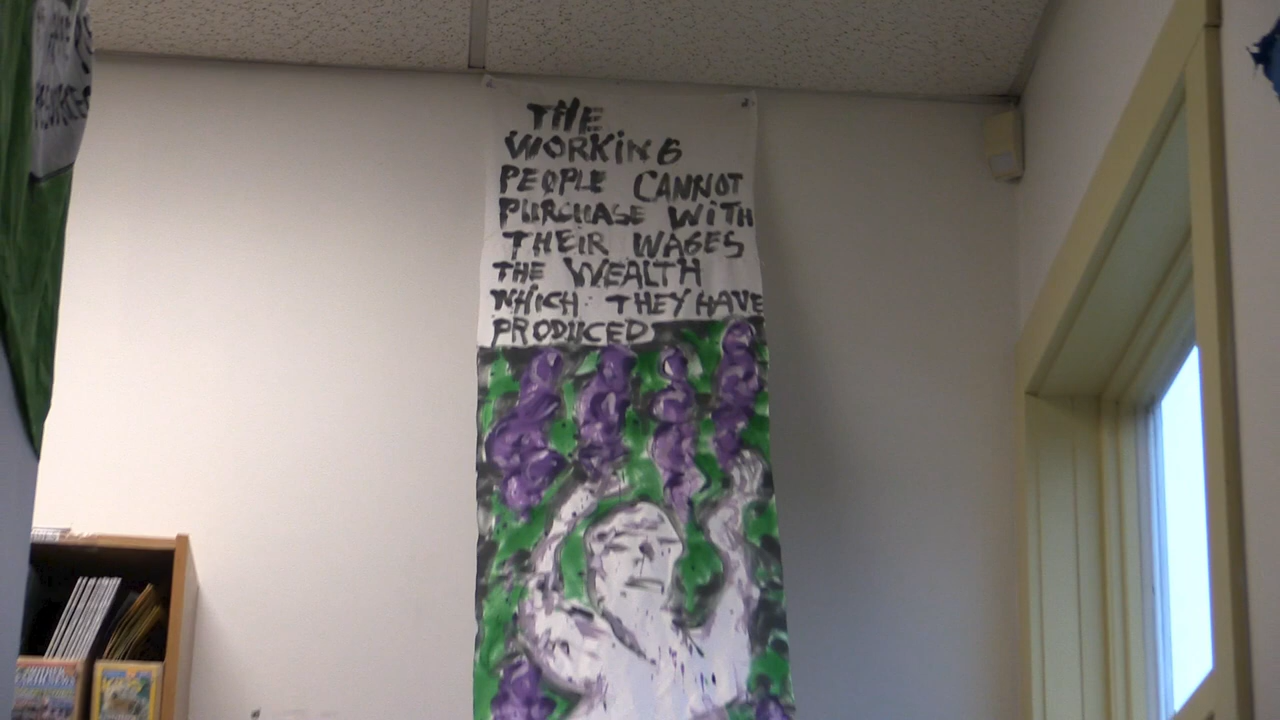 THE
WORKING
PEOPLE CANNOT
PURCHASE WITH
THEIR WAGES
THE WEALTH
WHICH THEY HAVE
PRODUCED